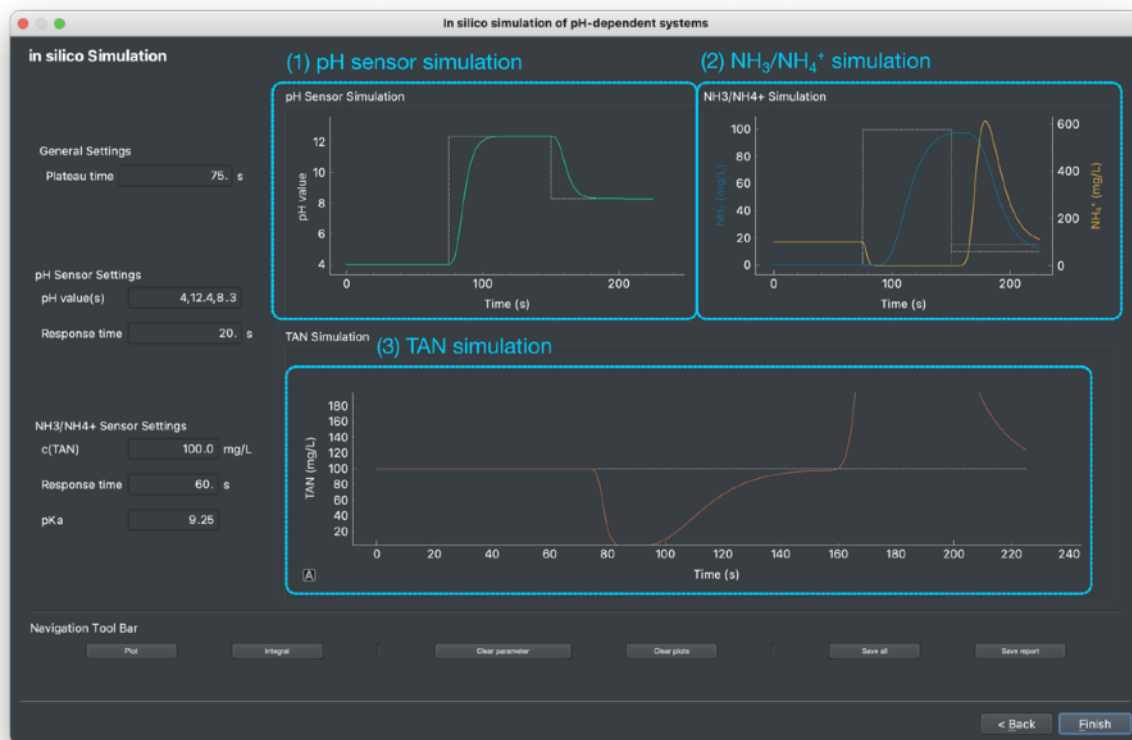 In silico simulation of pH-dependent systems
in silico Simulation
General Settings
Plateau time 75. s
pH Sensor Settings
pH value(s) 4,12.4,8.3
Response time 20. s
NH3/NH4+ Sensor Settings
c(TAN) 100.0 mg/L
Response time 60. s
pKa 9.25
(1) pH sensor simulation
pH Sensor Simulation
12
10
8
6
4
pH value
0 100 200
Time (s)
(2) NH₃/NH₄⁺ simulation
NH3/NH4+ Simulation
100
80
60
40
20
0
NH₃ (mg/L)
600
400
200
0
NH₄⁺ (mg/L)
0 100 200
Time (s)
TAN Simulation
(3) TAN simulation
180
160
140
120
100
80
60
40
20
TAN (mg/L)
0 20 40 60 80 100 120 140 160 180 200 220 240
Time (s)
A
Navigation Tool Bar
Plot Integral Clear parameter Clear plots Save all Save report
< Back Finish